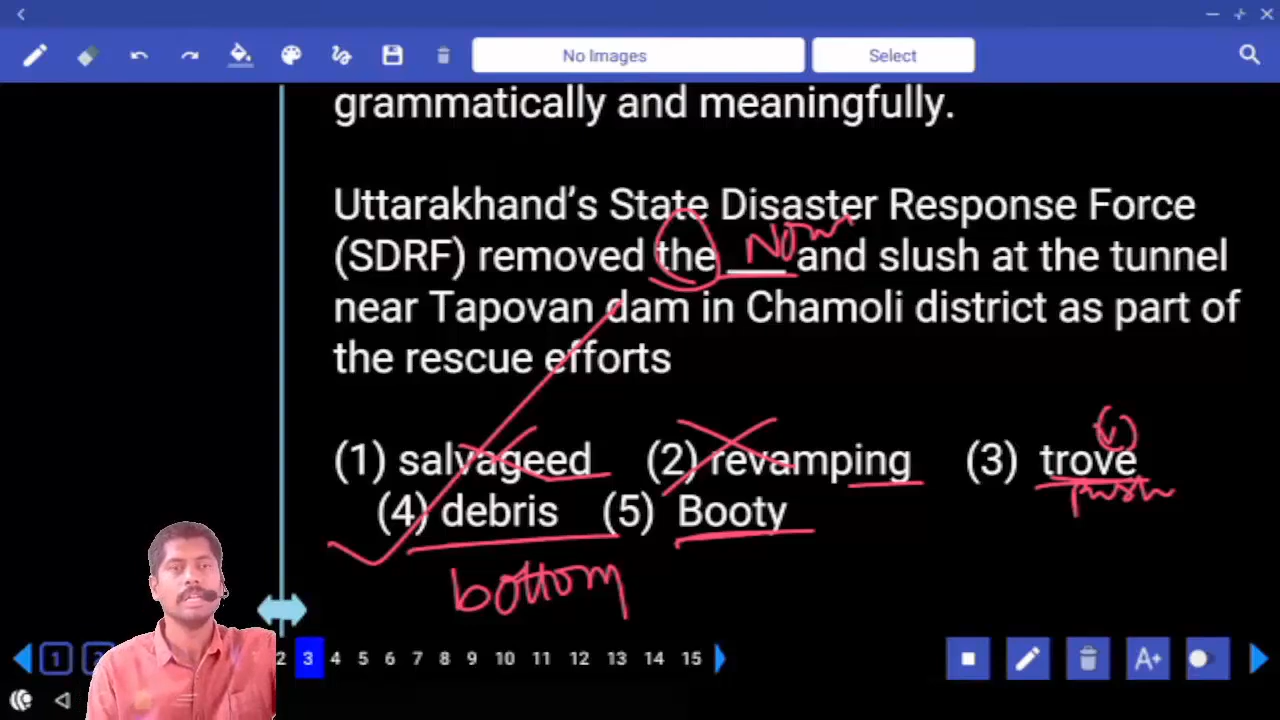 No Images
Select
grammatically and meaningfully.
Uttarakhand's State Disaster Response Force
(SDRF) removed the ___ and slush at the tunnel
Noun
near Tapovan dam in Chamoli district as part of
the rescue efforts
(1) salvageed (2) revamping (3) trove
push
(4) debris (5) Booty
bottom
1 2 3 4 5 6 7 8 9 10 11 12 13 14 15
A+